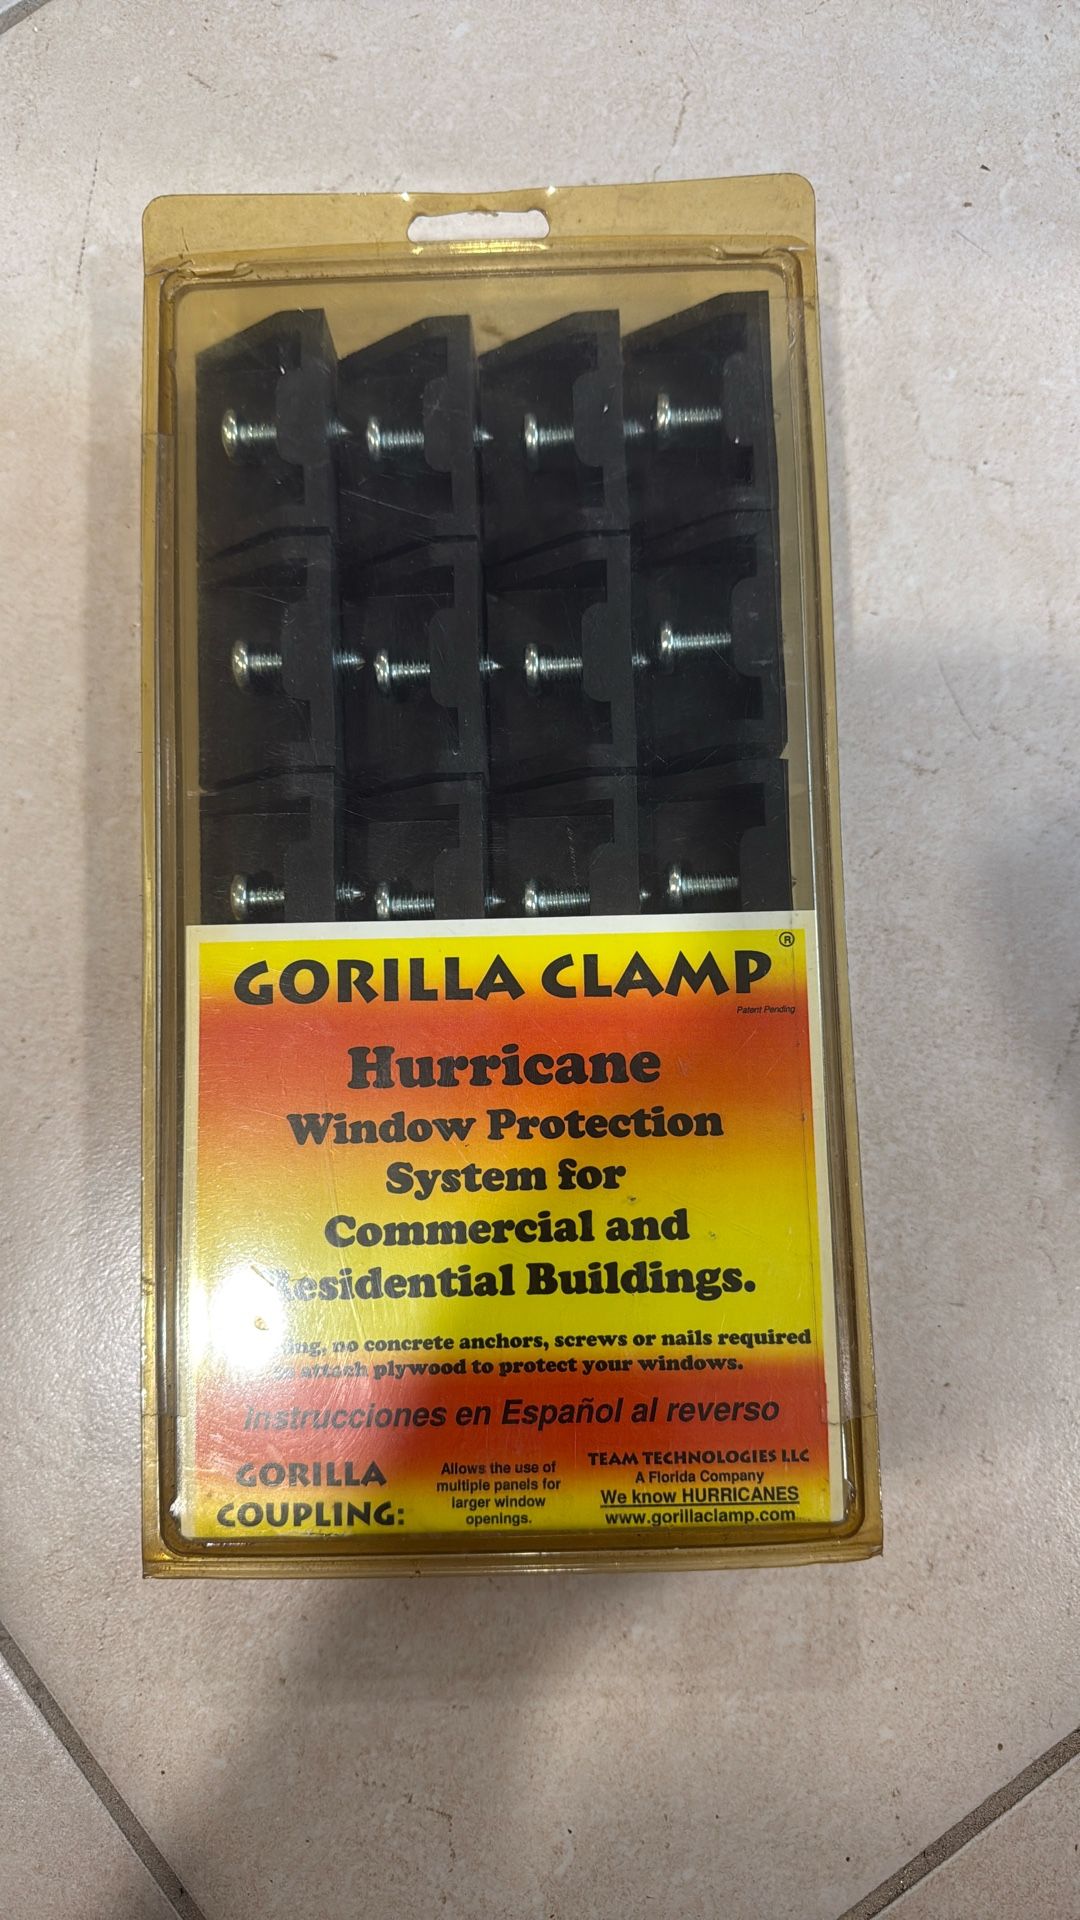 GORILLA CLAMP ®
Patent Pending
Hurricane
Window Protection
System for
Commercial and
Residential Buildings.
no concrete anchors, screws or nails required
to attach plywood to protect your windows.
Instrucciones en Español al reverso
GORILLA
COUPLING:
Allows the use of
multiple panels for
larger window
openings.
TEAM TECHNOLOGIES LLC
A Florida Company
We know HURRICANES
www.gorillaclamp.com